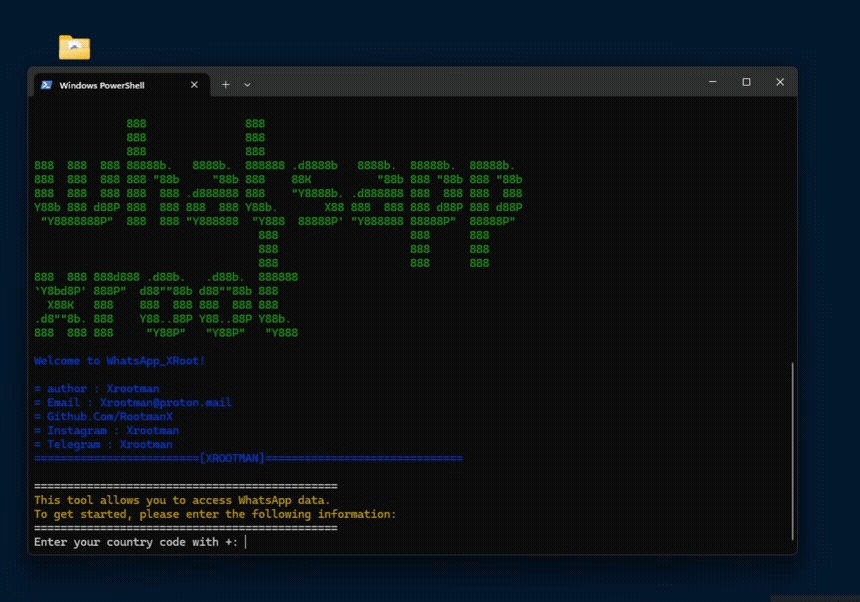 Windows PowerShell
whatsapp
xroot
Welcome to WhatsApp_XRoot!
= author : Xrootman
= Email : Xrootman@proton.mail
= Github.Com/RootmanX
= Instagram : Xrootman
= Telegram : Xrootman
=========================[XROOTMAN]==============================
==============================================
This tool allows you to access WhatsApp data.
To get started, please enter the following information:
==============================================
Enter your country code with +: